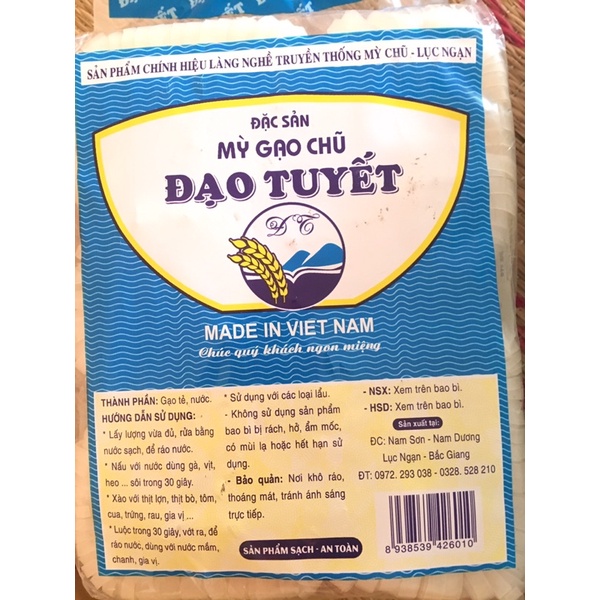 ĐẠO TUYẾT
SẢN PHẨM CHÍNH HIỆU LÀNG NGHỀ TRUYỀN THỐNG MỲ CHŨ - LỤC NGẠN
ĐẶC SẢN
MỲ GẠO CHŨ
ĐẠO TUYẾT
ĐT
MADE IN VIET NAM
Chúc quý khách ngon miệng
THÀNH PHẦN: Gạo tẻ, nước.
HƯỚNG DẪN SỬ DỤNG:
* Lấy lượng vừa đủ, rửa bằng
nước sạch, để ráo nước.
* Nấu với nước dùng gà, vịt,
heo ... sôi trong 30 giây.
* Xào với thịt lợn, thịt bò, tôm,
cua, trứng, rau, gia vị ...
* Luộc trong 30 giây, vớt ra, để
ráo nước, dùng với nước mắm,
chanh, gia vị.
* Sử dụng với các loại lẩu.
- Không sử dụng sản phẩm
bao bì bị rách, hở, ẩm mốc,
có mùi lạ hoặc hết hạn sử
dụng.
- Bảo quản: Nơi khô ráo,
thoáng mát, tránh ánh sáng
trực tiếp.
SẢN PHẨM SẠCH - AN TOÀN
- NSX: Xem trên bao bì.
- HSD: Xem trên bao bì.
Sản xuất tại:
ĐC: Nam Sơn - Nam Dương
Lục Ngạn - Bắc Giang
ĐT: 0972. 293 038 - 0328. 528 210
8 938539 426010